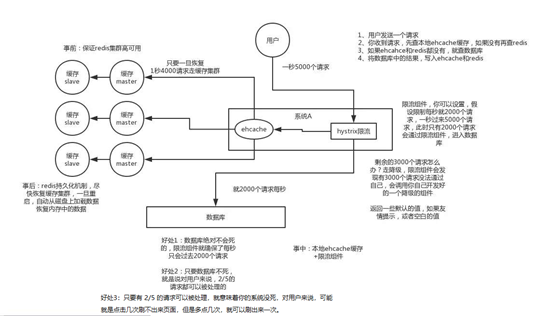 事前：保证redis集群高可用
用户
1、用户发送一个请求
2、你收到请求，先查本地ehcache缓存，如果没有再查redis
3、如果ehcahce和redis都没有，就查数据库
4、将数据库中的结果，写入ehcache和redis
只要一旦恢复
1秒4000请求走缓存集群
一秒5000个请求
缓存
slave
缓存
master
缓存
slave
缓存
master
缓存
slave
缓存
master
系统A
ehcache
hystrix限流
限流组件，你可以设置，假
设限制每秒就2000个请
求，一秒过来5000个请
求，此时只有2000个请求
会通过限流组件，进入数据
库
剩余的3000个请求怎么
办？走降级，限流组件会发
现有3000个请求没法通过
自己，会调用你自己开发好
的一个降级的组件
返回一些默认的值，如果友
情提示，或者空白的值
事后：redis持久化机制，尽
快恢复缓存集群，一旦重
启，自动从磁盘上加载数据
恢复内存中的数据
就2000个请求每秒
数据库
好处1：数据库绝对不会死
的，限流组件就确保了每秒
只会过去2000个请求
事中：本地ehcache缓存
+限流组件
好处2：只要数据库不死，
就是说对用户来说，2/5的
请求都可以被处理的
好处3：只要有 2/5 的请求可以被处理，就意味着你的系统没死，对用户来说，可能
就是点击几次刷不出来页面，但是多点几次，就可以刷出来一次。